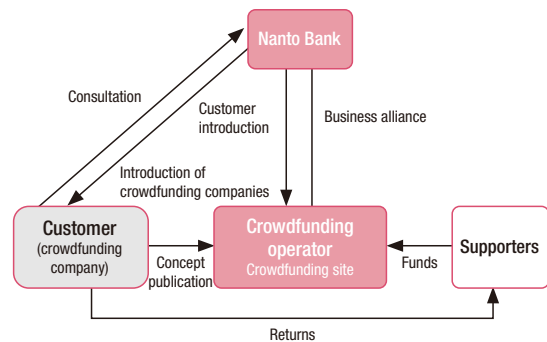 Nanto Bank
Consultation
Customer
introduction
Business alliance
Introduction of
crowdfunding companies
Customer
(crowdfunding
company)
Concept
publication
Crowdfunding
operator
Crowdfunding site
Funds
Supporters
Returns